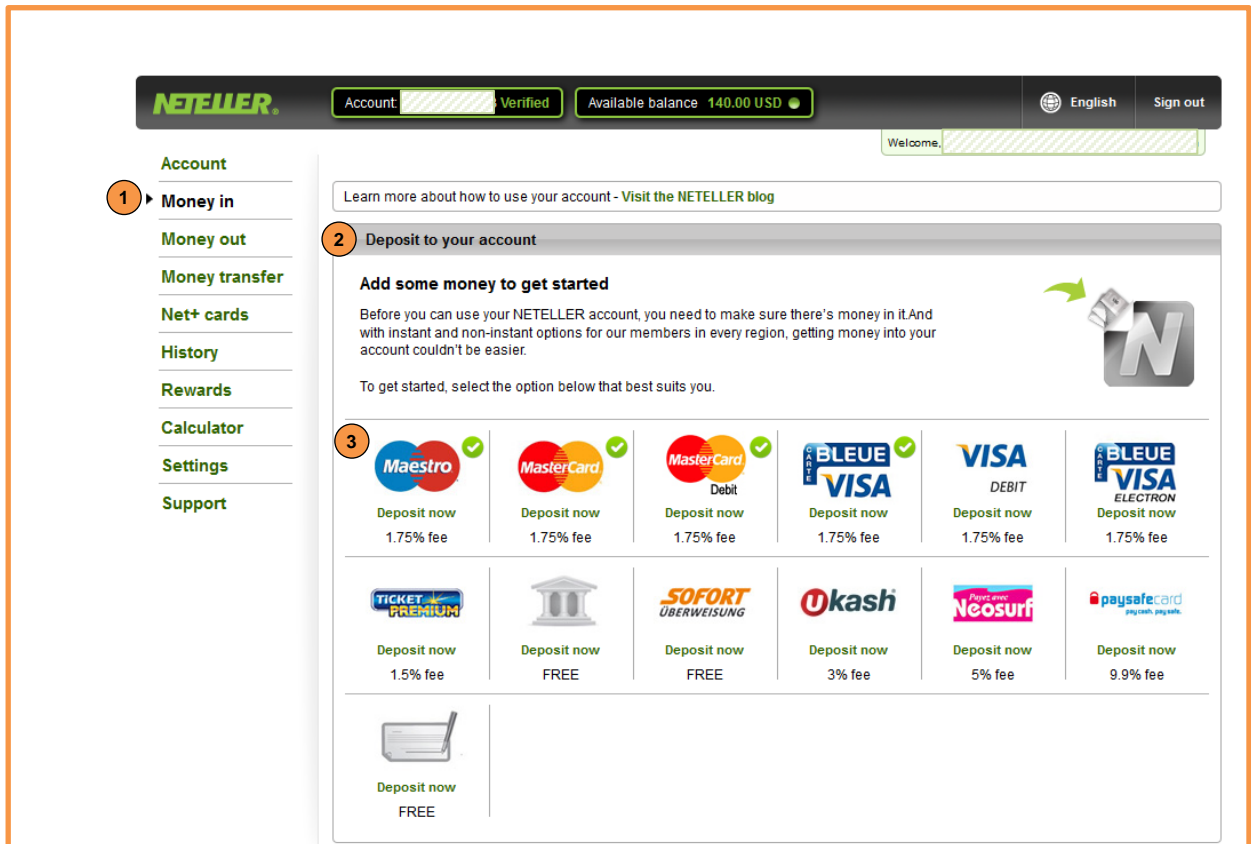 NETELLER®
Account: Verified
Available balance 140.00 USD
English
Sign out
Welcome,
Account
1
Money in
Money out
Money transfer
Net+ cards
History
Rewards
Calculator
Settings
Support
Learn more about how to use your account - Visit the NETELLER blog
2 Deposit to your account
Add some money to get started
Before you can use your NETELLER account, you need to make sure there's money in it.And
with instant and non-instant options for our members in every region, getting money into your
account couldn't be easier.
To get started, select the option below that best suits you.
N
3
Maestro
MasterCard
MasterCard
Debit
CARTE BLEUE
VISA
VISA
DEBIT
CARTE BLEUE
VISA
ELECTRON
Deposit now Deposit now Deposit now Deposit now Deposit now Deposit now
1.75% fee 1.75% fee 1.75% fee 1.75% fee 1.75% fee 1.75% fee
TICKET
PREMIUM
SOFORT
ÜBERWEISUNG
Ukash
Payez avec
Neosurf
paysafecard
pay cash. pay safe.
Deposit now Deposit now Deposit now Deposit now Deposit now Deposit now
1.5% fee FREE FREE 3% fee 5% fee 9.9% fee
Deposit now
FREE